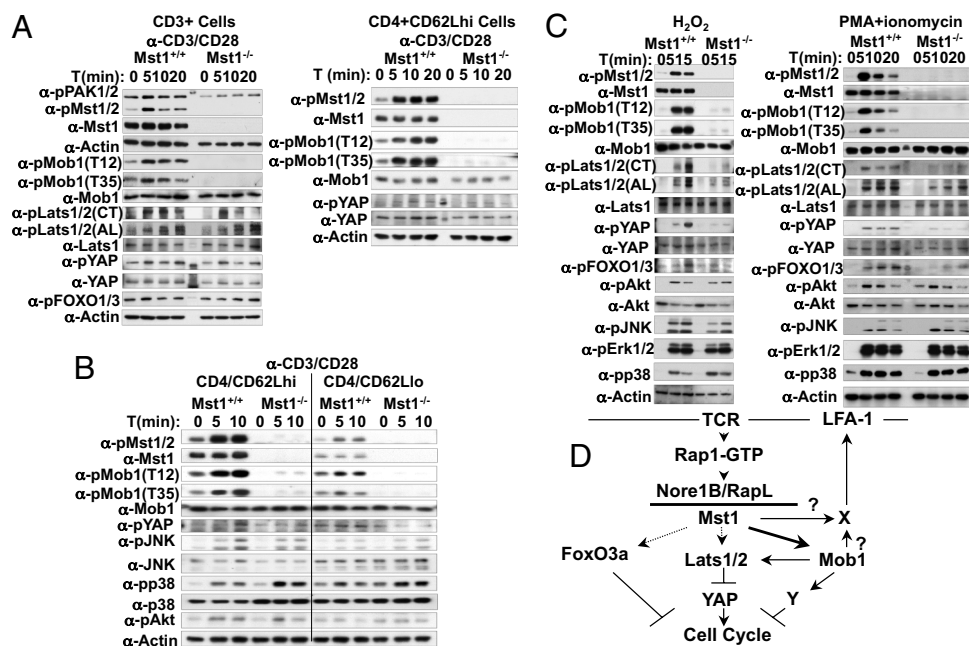 A
CD3+ Cells
α-CD3/CD28
Mst1+/+ Mst1-/-
T(min): 0 51020 0 51020
α-pPAK1/2
α-pMst1/2
α-Mst1
α-Actin
α-pMob1(T12)
α-pMob1(T35)
α-Mob1
α-pLats1/2(CT)
α-pLats1/2(AL)
α-Lats1
α-pYAP
α-YAP
α-pFOXO1/3
α-Actin
CD4+CD62Lhi Cells
α-CD3/CD28
Mst1+/+ Mst1-/-
T (min): 0 5 10 20 0 5 10 20
α-pMst1/2
α-Mst1
α-pMob1(T12)
α-pMob1(T35)
α-Mob1
α-pYAP
α-YAP
α-Actin
B
α-CD3/CD28
CD4/CD62Lhi CD4/CD62Llo
Mst1+/+ Mst1-/- Mst1+/+ Mst1-/-
T(min): 0 5 10 0 5 10 0 5 10 0 5 10
α-pMst1/2
α-Mst1
α-pMob1(T12)
α-pMob1(T35)
α-Mob1
α-pYAP
α-pJNK
α-JNK
α-pp38
α-p38
α-pAkt
α-Actin
C
H2O2
Mst1+/+ Mst1-/-
T(min): 0515 0515
α-pMst1/2
α-Mst1
α-pMob1(T12)
α-pMob1(T35)
α-Mob1
α-pLats1/2(CT)
α-pLats1/2(AL)
α-Lats1
α-pYAP
α-YAP
α-pFOXO1/3
α-pAkt
α-Akt
α-pJNK
α-pErk1/2
α-pp38
α-Actin
PMA+ionomycin
Mst1+/+ Mst1-/-
T(min): 051020 051020
α-pMst1/2
α-Mst1
α-pMob1(T12)
α-pMob1(T35)
α-Mob1
α-pLats1/2(CT)
α-pLats1/2(AL)
α-Lats1
α-pYAP
α-YAP
α-pFOXO1/3
α-pAkt
α-Akt
α-pJNK
α-pErk1/2
α-pp38
α-Actin
D
TCR LFA-1
Rap1-GTP
Nore1B/RapL
Mst1 ? X
?
FoxO3a Lats1/2 Mob1
YAP Y
Cell Cycle